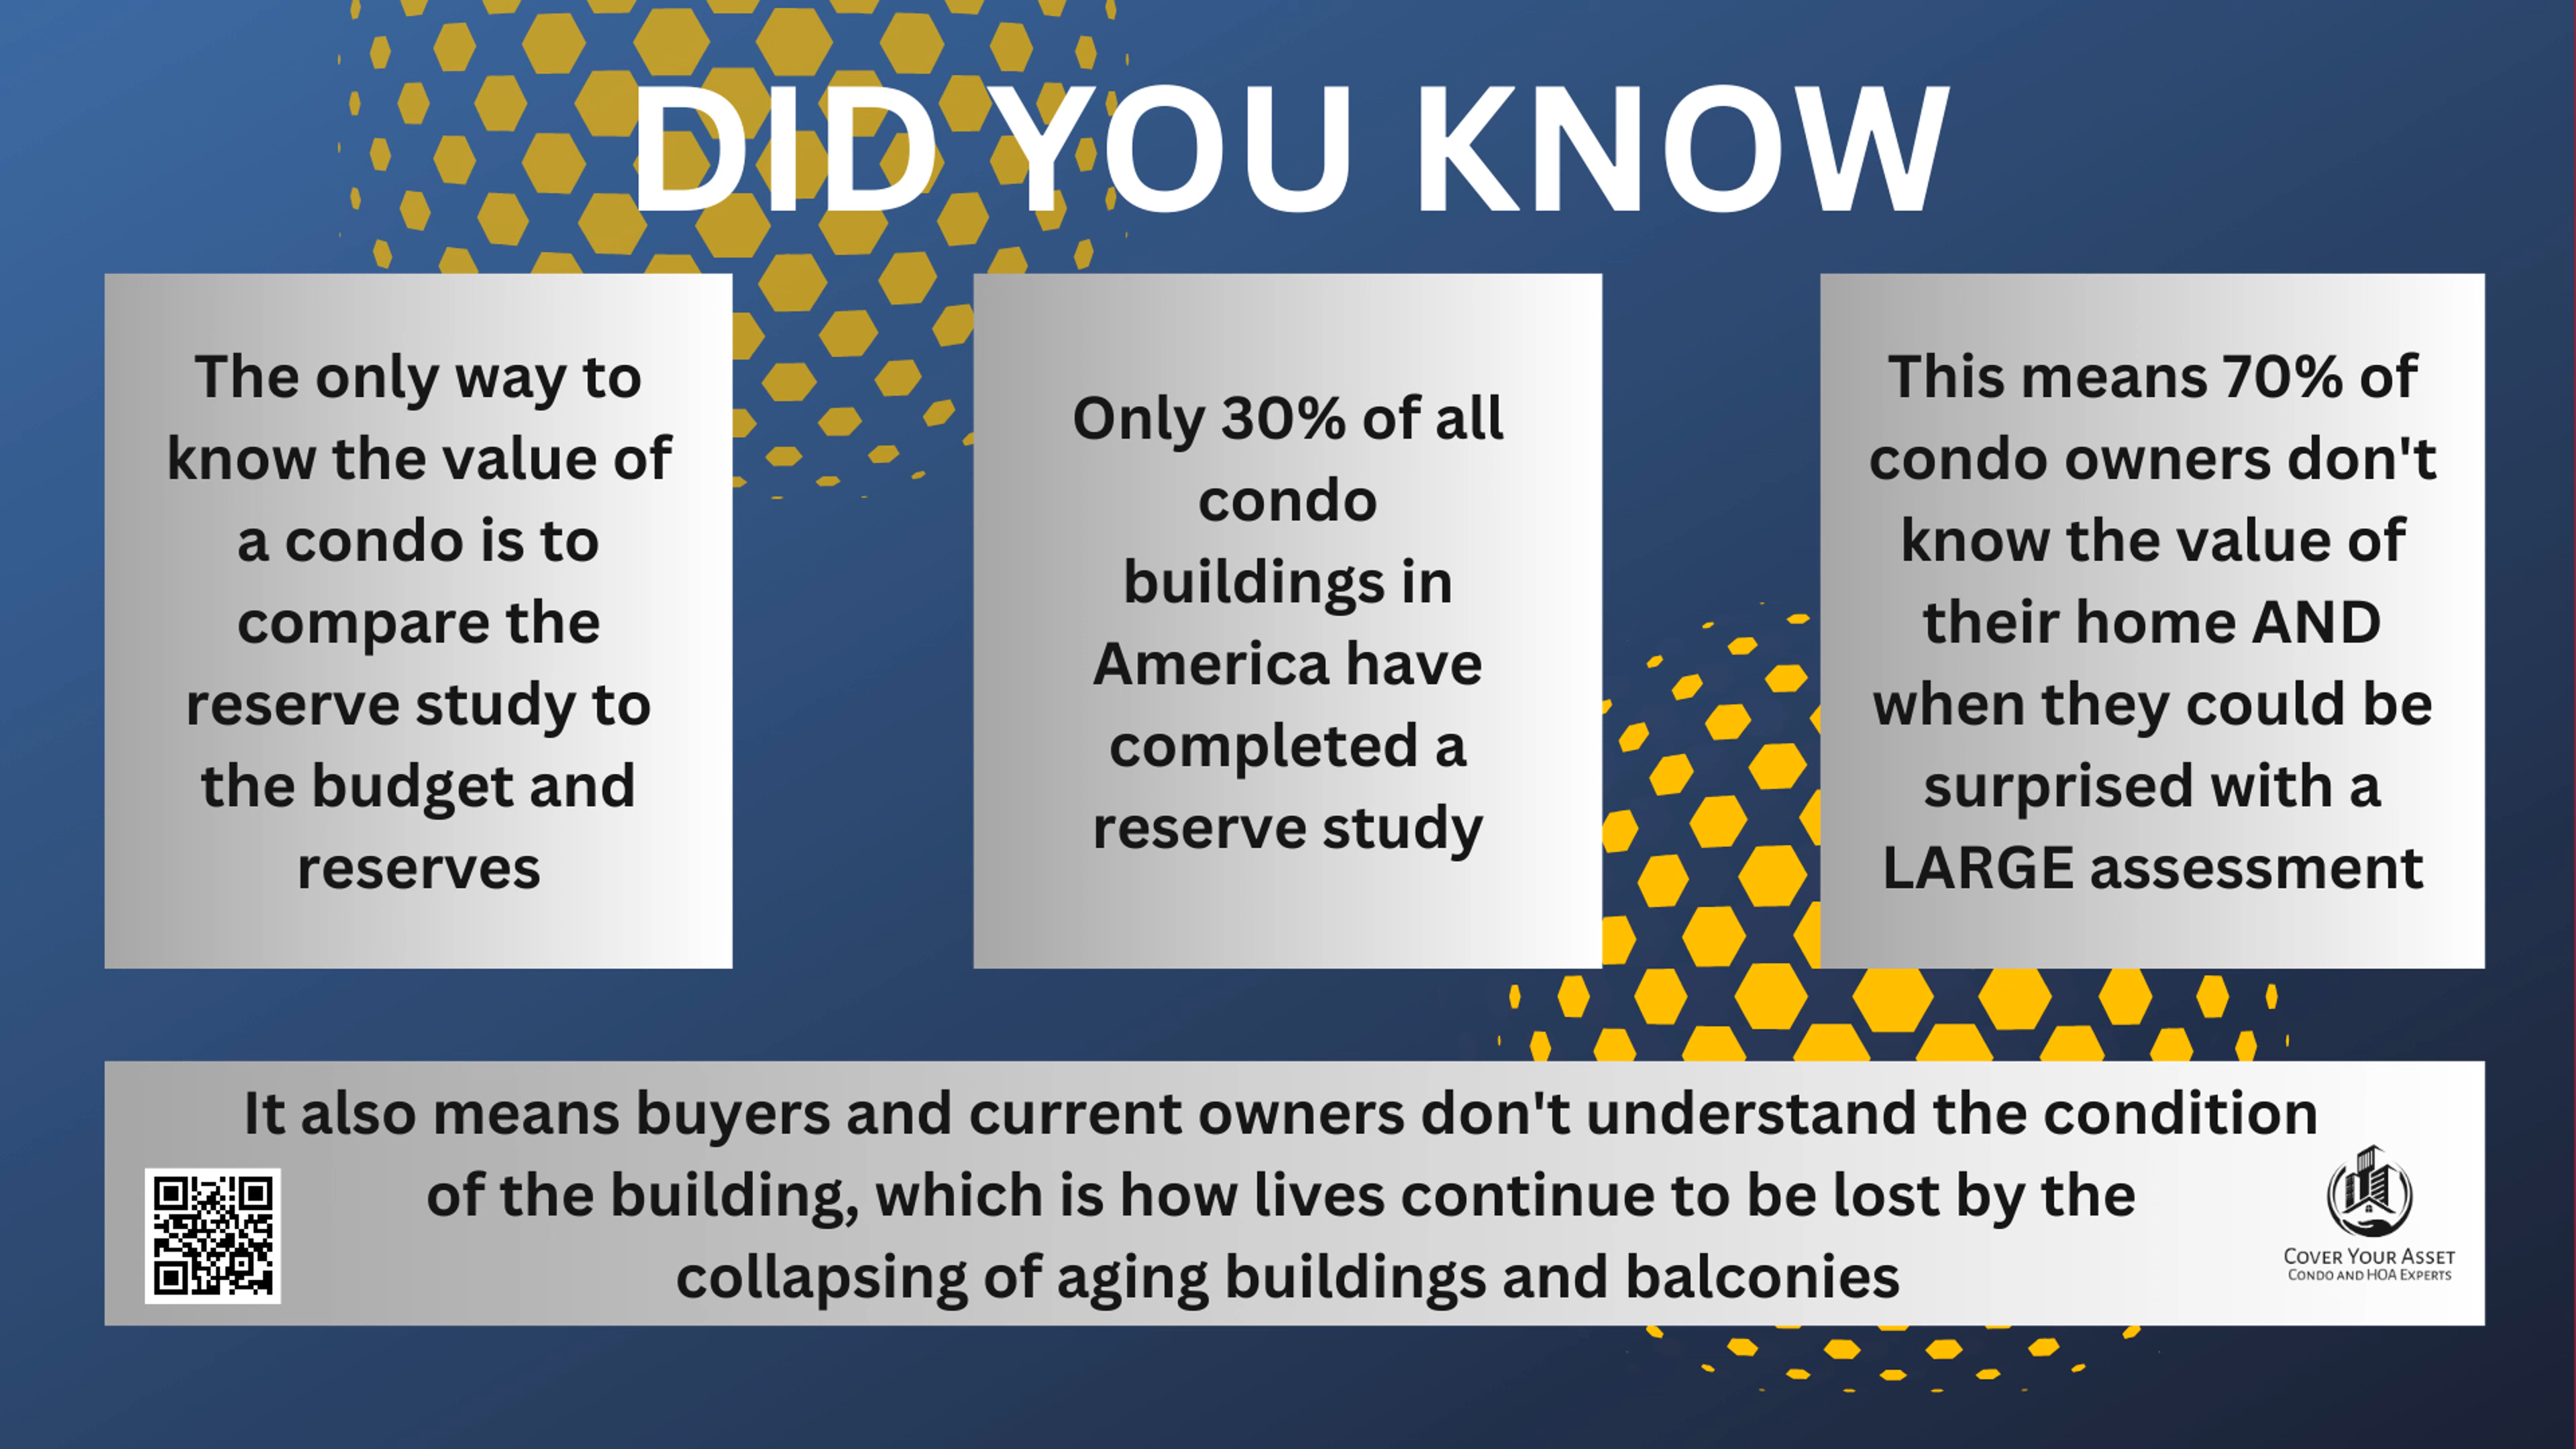 DID YOU KNOW
The only way to
know the value of
a condo is to
compare the
reserve study to
the budget and
reserves
Only 30% of all
condo
buildings in
America have
completed a
reserve study
This means 70% of
condo owners don't
know the value of
their home AND
when they could be
surprised with a
LARGE assessment
It also means buyers and current owners don't understand the condition
of the building, which is how lives continue to be lost by the
collapsing of aging buildings and balconies
COVER YOUR ASSET
CONDO AND HOA EXPERTS